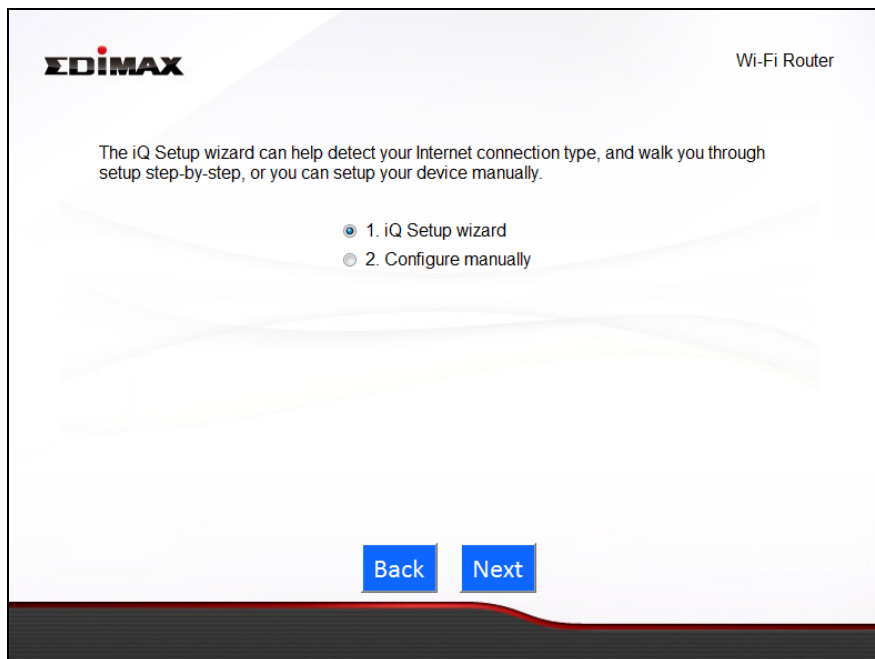 EDiMAX
Wi-Fi Router
The iQ Setup wizard can help detect your Internet connection type, and walk you through
setup step-by-step, or you can setup your device manually.
1. iQ Setup wizard
2. Configure manually
Back
Next